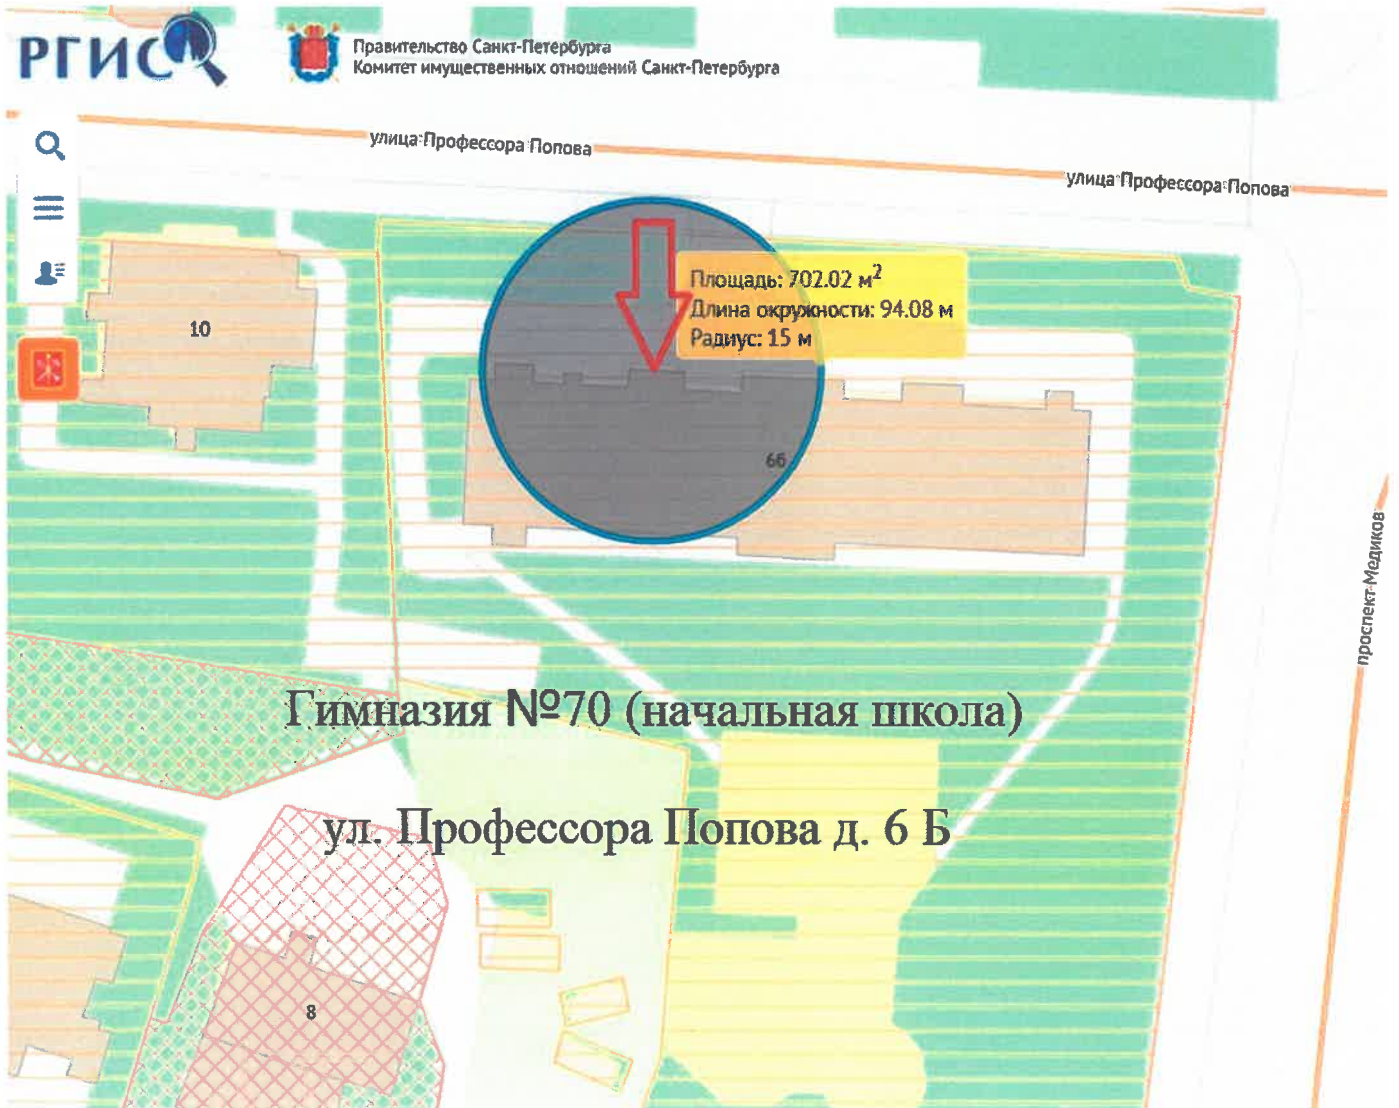 РГИС
Правительство Санкт-Петербурга
Комитет имущественных отношений Санкт-Петербурга
улица Профессора Попова
улица Профессора Попова
Площадь: 702.02 м²
Длина окружности: 94.08 м
Радиус: 15 м
10
6б
проспект Медиков
Гимназия №70 (начальная школа)
ул. Профессора Попова д. 6 Б
8